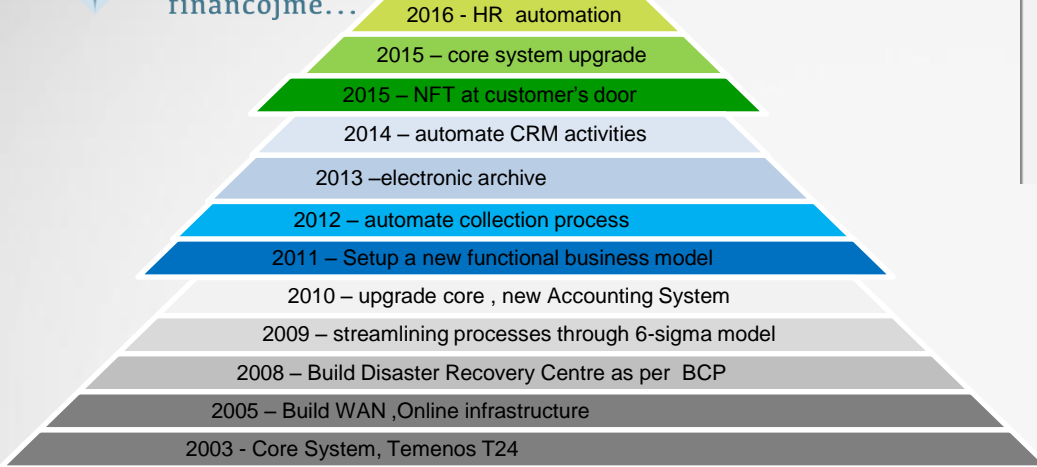 financojmë...
2016 - HR automation
2015 – core system upgrade
2015 – NFT at customer's door
2014 – automate CRM activities
2013 –electronic archive
2012 – automate collection process
2011 – Setup a new functional business model
2010 – upgrade core , new Accounting System
2009 – streamlining processes through 6-sigma model
2008 – Build Disaster Recovery Centre as per BCP
2005 – Build WAN ,Online infrastructure
2003 - Core System, Temenos T24